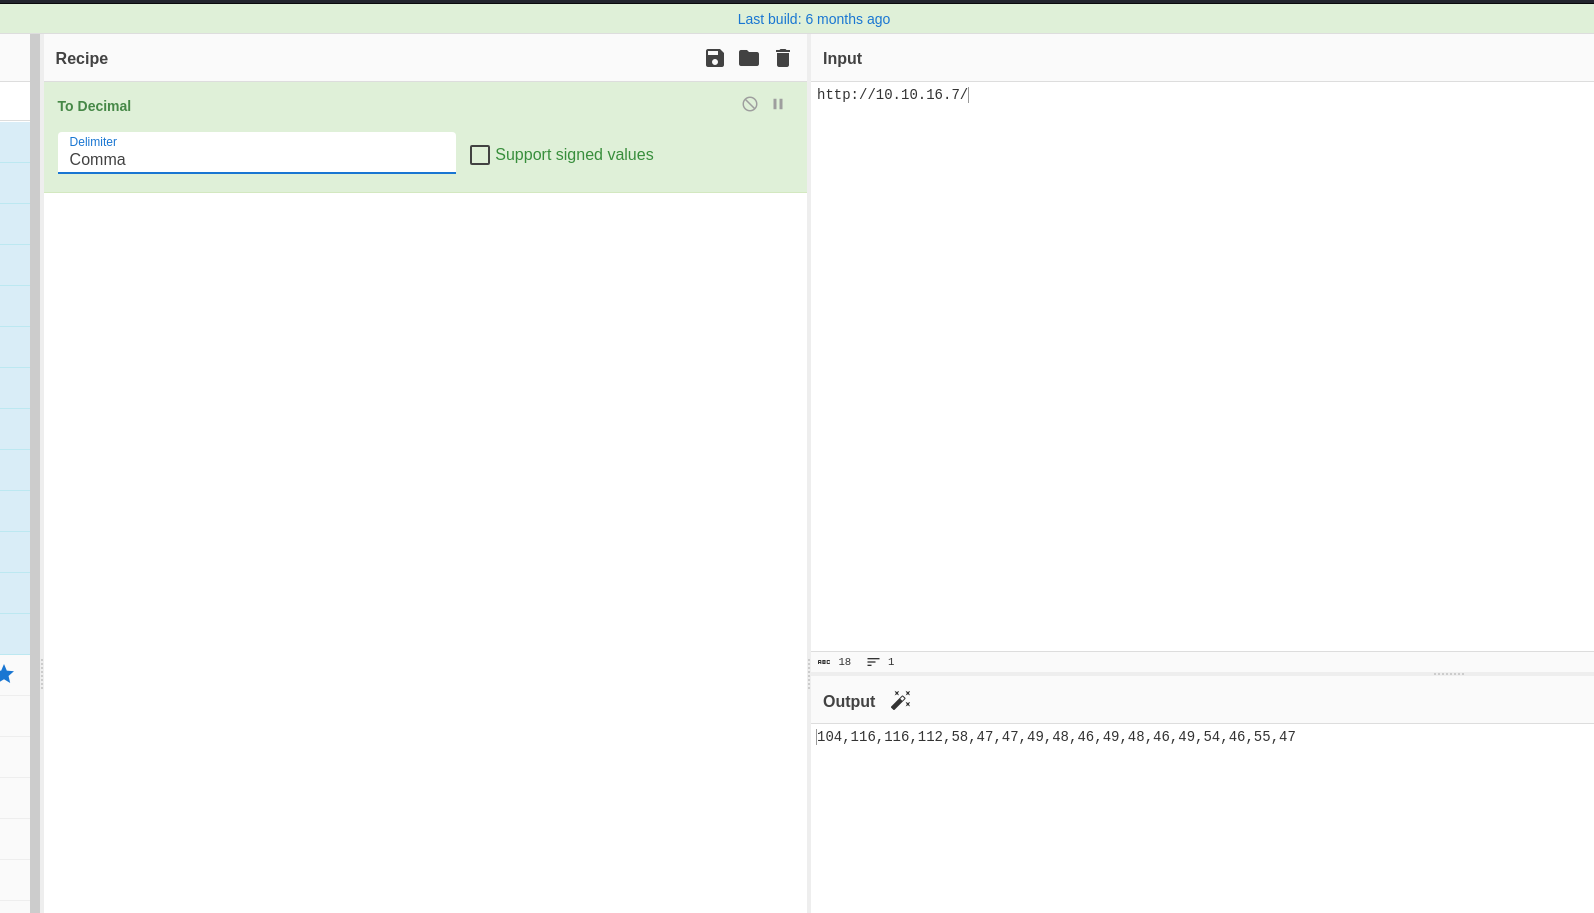 Last build: 6 months ago
Recipe
Input
To Decimal
http://10.10.16.7/
Delimiter
Comma
Support signed values
ABC 18 1
Output
104,116,116,112,58,47,47,49,48,46,49,48,46,49,54,46,55,47